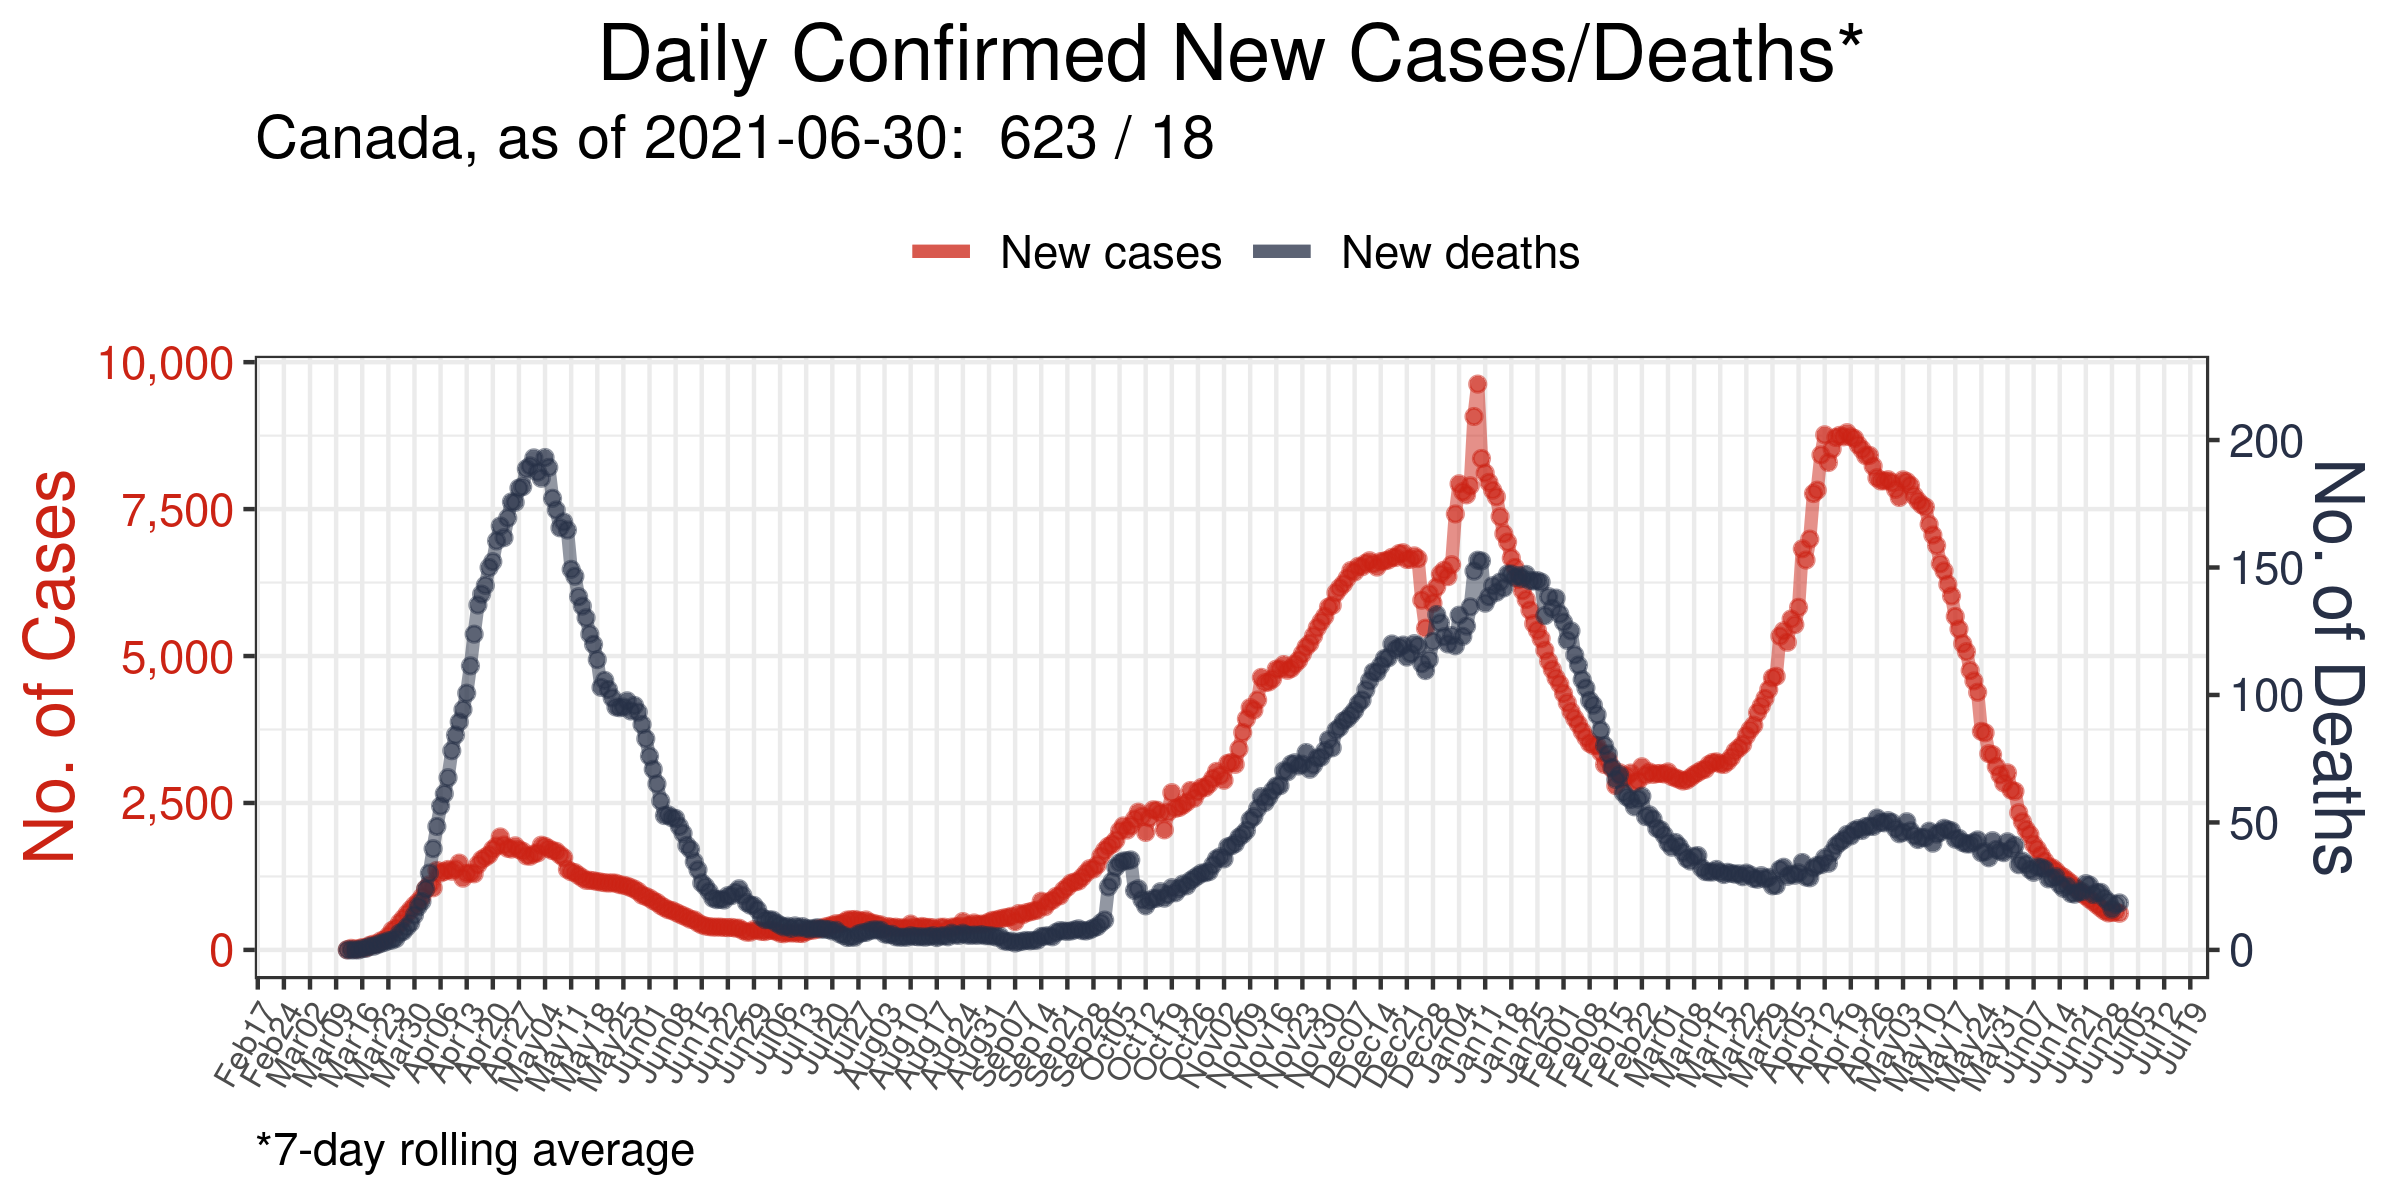 Daily Confirmed New Cases/Deaths*
Canada, as of 2021-06-30:  623 / 18
New cases New deaths
No. of Cases
10,000
7,500
5,000
2,500
0
No. of Deaths
200
150
100
50
0
Feb17 Feb24 Mar02 Mar09 Mar16 Mar23 Mar30 Apr06 Apr13 Apr20 Apr27 May04 May11 May18 May25 Jun01 Jun08 Jun15 Jun22 Jun29 Jul06 Jul13 Jul20 Jul27 Aug03 Aug10 Aug17 Aug24 Aug31 Sep07 Sep14 Sep21 Sep28 Oct05 Oct12 Oct19 Oct26 Nov02 Nov09 Nov16 Nov23 Nov30 Dec07 Dec14 Dec21 Dec28 Jan04 Jan11 Jan18 Jan25 Feb01 Feb08 Feb15 Feb22 Mar01 Mar08 Mar15 Mar22 Mar29 Apr05 Apr12 Apr19 Apr26 May03 May10 May17 May24 May31 Jun07 Jun14 Jun21 Jun28 Jul05 Jul12 Jul19
*7-day rolling average